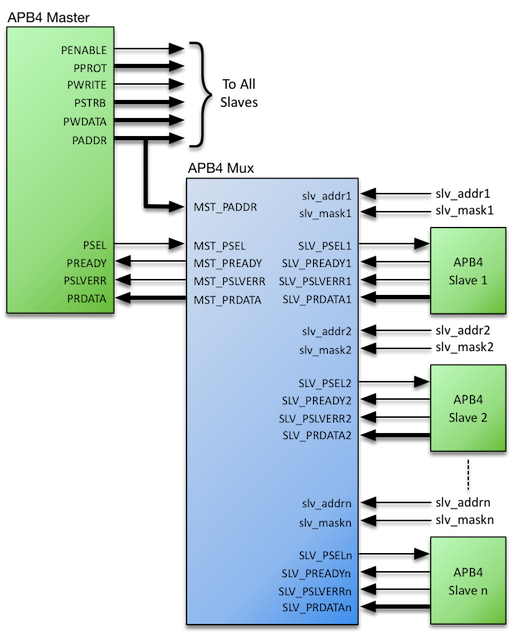 APB4 Master
PENABLE
PPROT
PWRITE
PSTRB
PWDATA
PADDR
To All
Slaves
PSEL
PREADY
PSLVERR
PRDATA
APB4 Mux
MST_PADDR
MST_PSEL
MST_PREADY
MST_PSLVERR
MST_PRDATA
slv_addr1
slv_mask1
SLV_PSEL1
SLV_PREADY1
SLV_PSLVERR1
SLV_PRDATA1
slv_addr2
slv_mask2
SLV_PSEL2
SLV_PREADY2
SLV_PSLVERR2
SLV_PRDATA2
slv_addrn
slv_maskn
SLV_PSELn
SLV_PREADYn
SLV_PSLVERRn
SLV_PRDATAn
slv_addr1
slv_mask1
APB4
Slave 1
slv_addr2
slv_mask2
APB4
Slave 2
slv_addrn
slv_maskn
APB4
Slave n